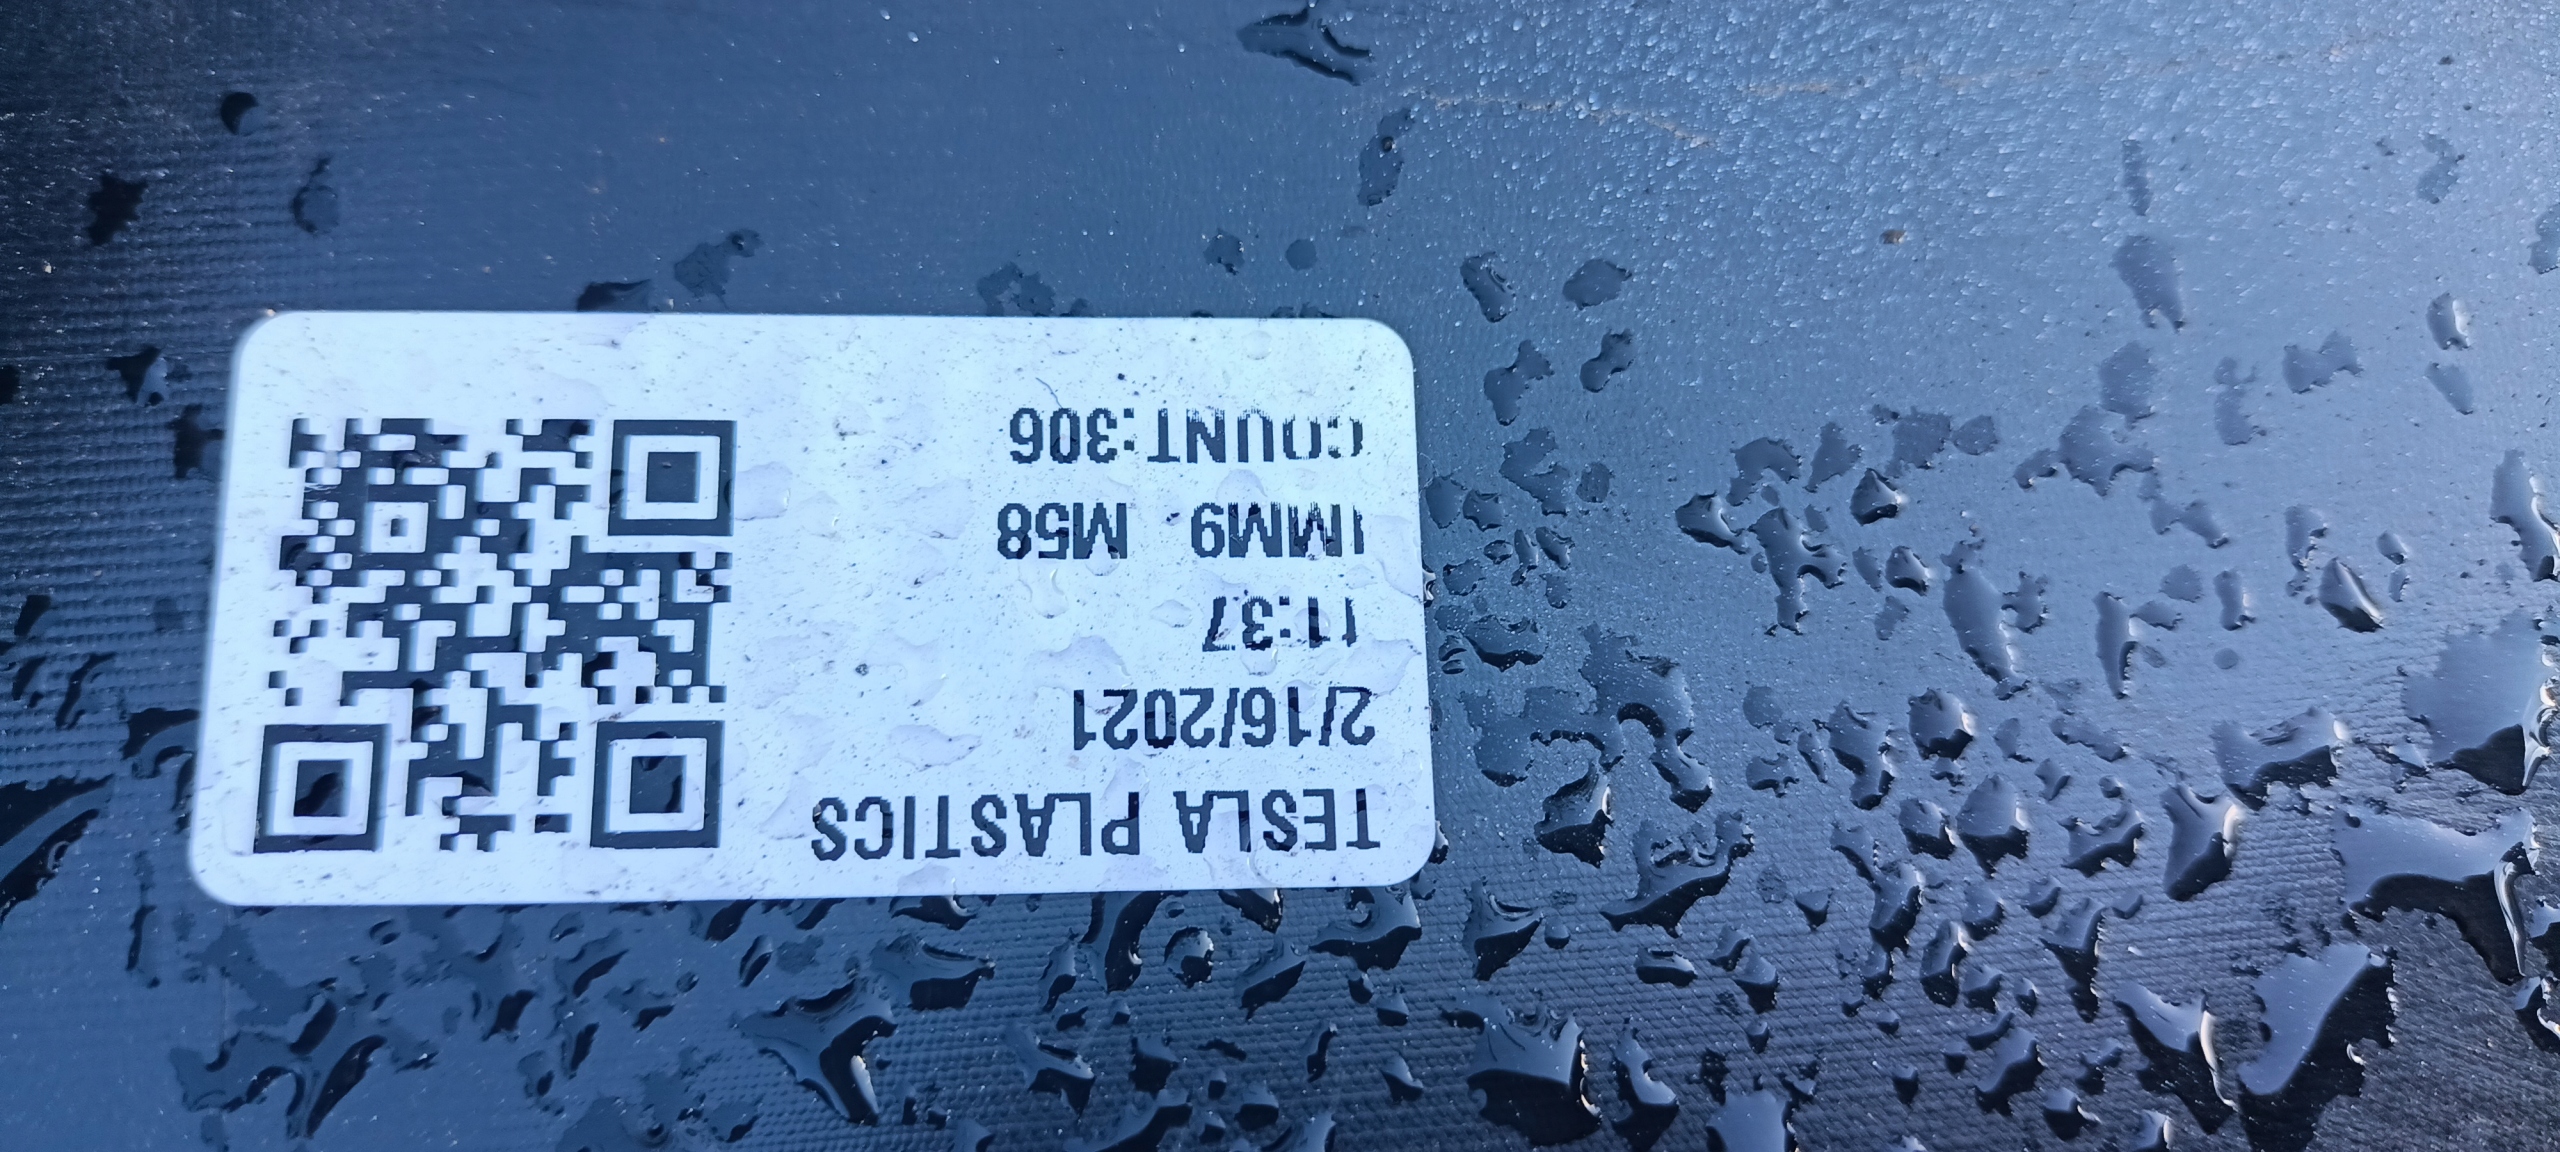 TESLA PLASTICS
2/16/2021
11:37
IMM9 M58
COUNT:306